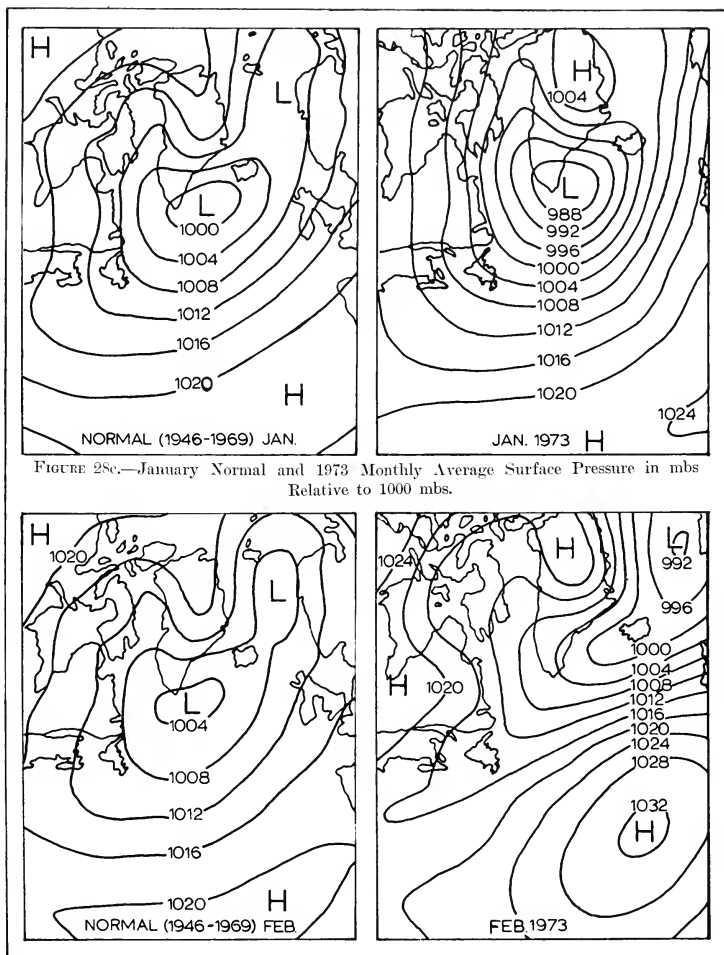 H
L
L
1000
1004
1008
1012
1016
1020
H
NORMAL (1946-1969) JAN.
H
1004
L
988
992
996
1000
1004
1008
1012
1016
1020
1024
JAN. 1973 H
FIGURE 28c.—January Normal and 1973 Monthly Average Surface Pressure in mbs
Relative to 1000 mbs.
H
1020
L
L
1004
1008
1012
1016
1020
H
NORMAL (1946-1969) FEB.
1024
H
L
992
996
1000
1004
1008
1012
1016
1020
1024
1028
1032
H
H
1020
FEB. 1973